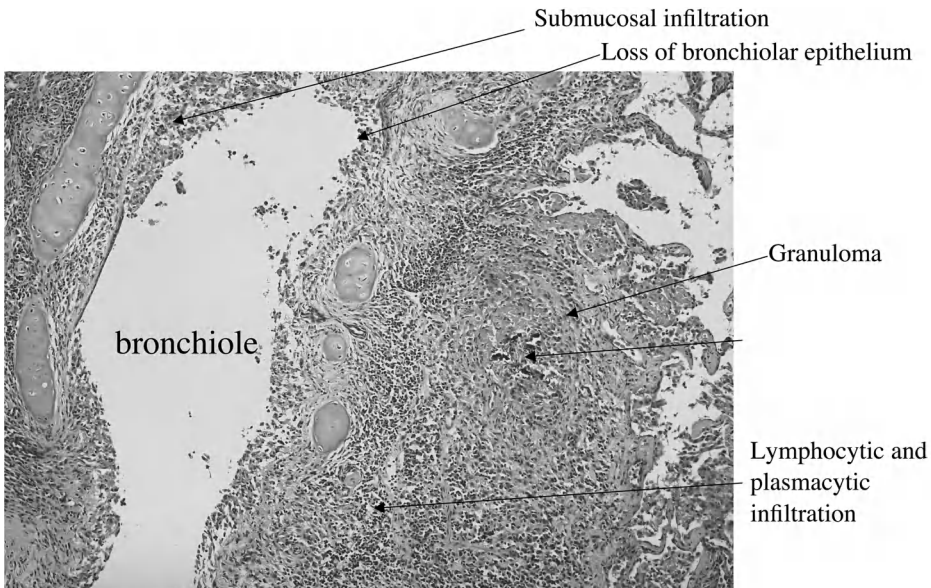 Submucosal infiltration
Loss of bronchiolar epithelium
Granuloma
bronchiole
Lymphocytic and
plasmacytic
infiltration